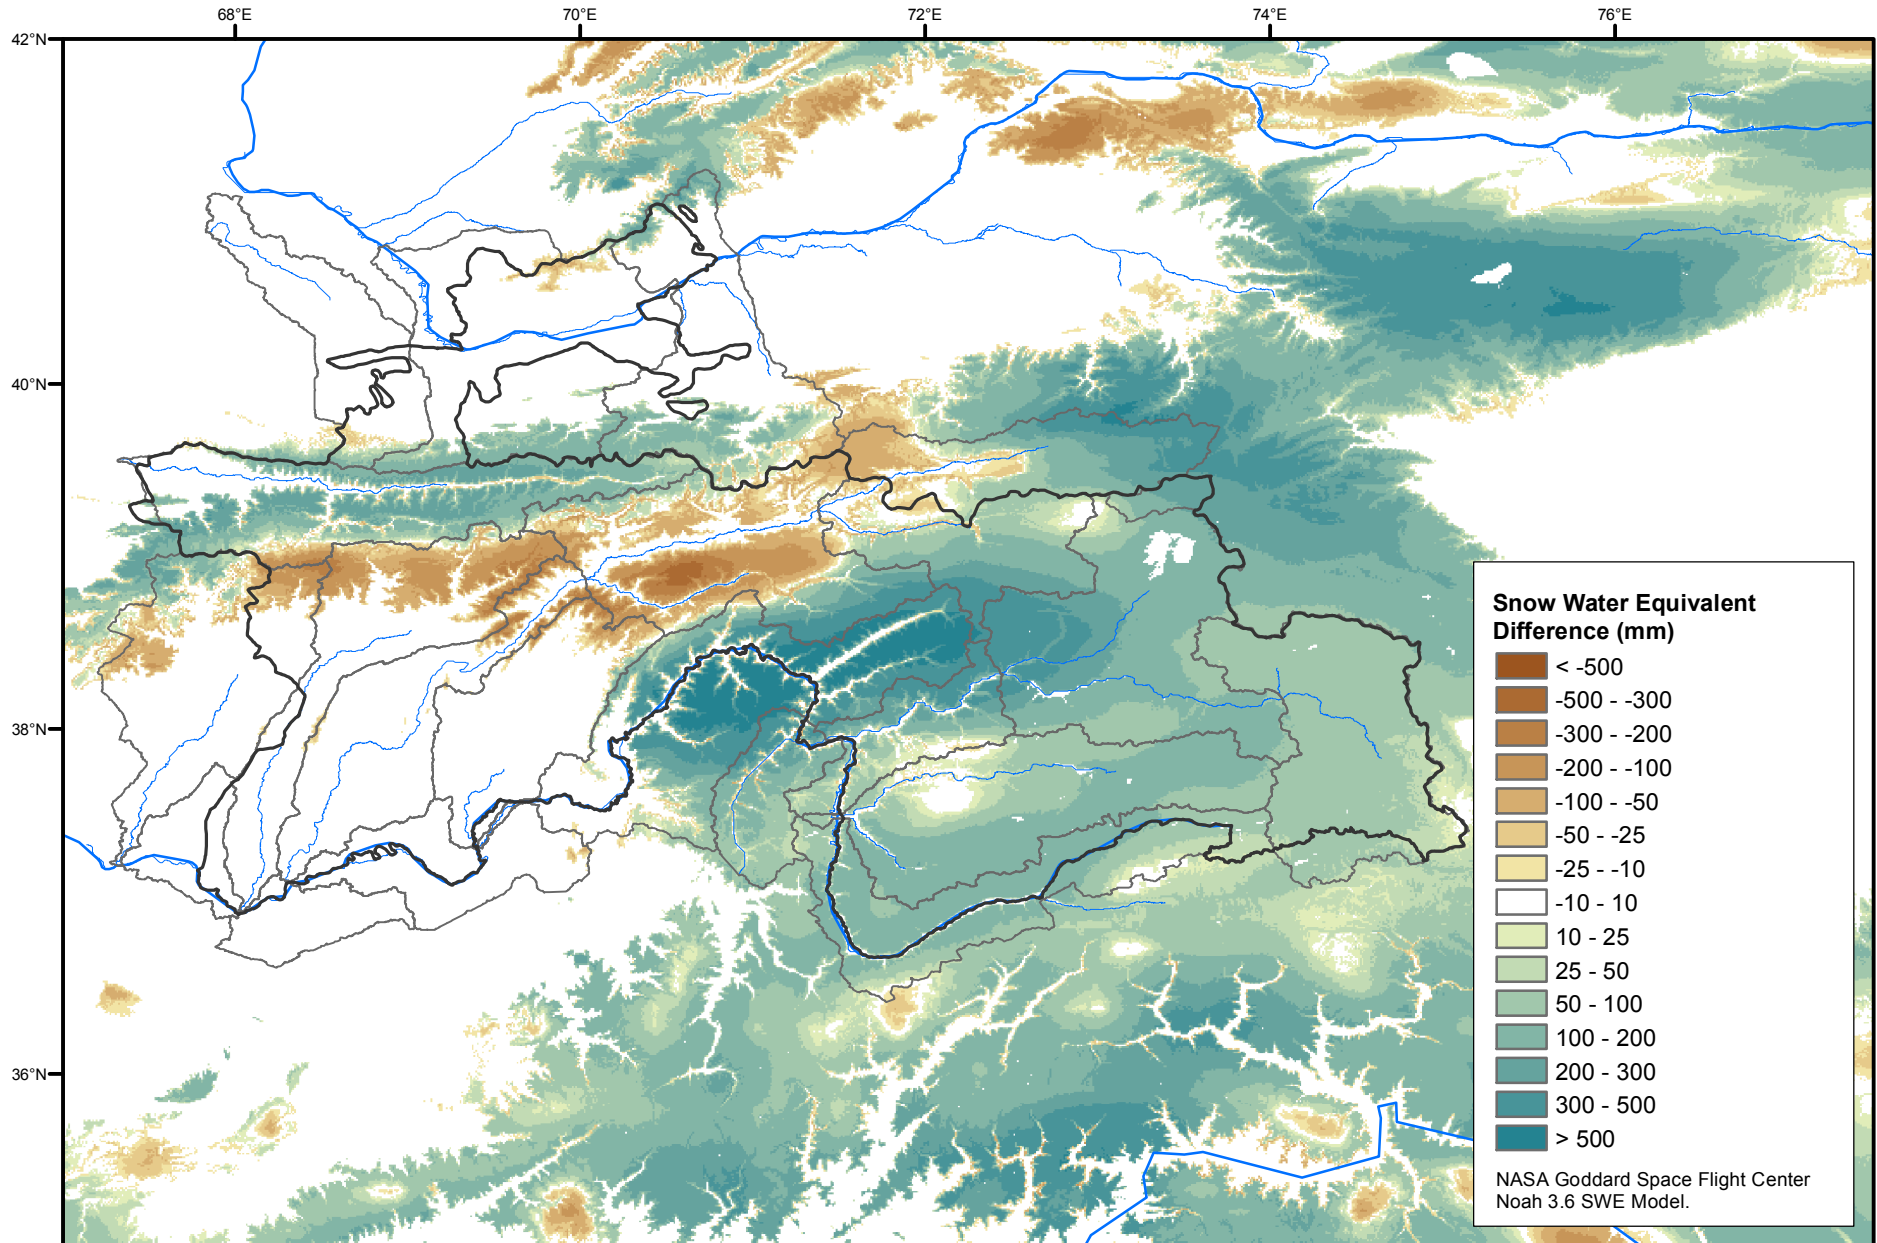 68°E 70°E 72°E 74°E 76°E
42°N
40°N
38°N
36°N
Snow Water Equivalent
Difference (mm)
< -500
-500 - -300
-300 - -200
-200 - -100
-100 - -50
-50 - -25
-25 - -10
-10 - 10
10 - 25
25 - 50
50 - 100
100 - 200
200 - 300
300 - 500
> 500
NASA Goddard Space Flight Center
Noah 3.6 SWE Model.